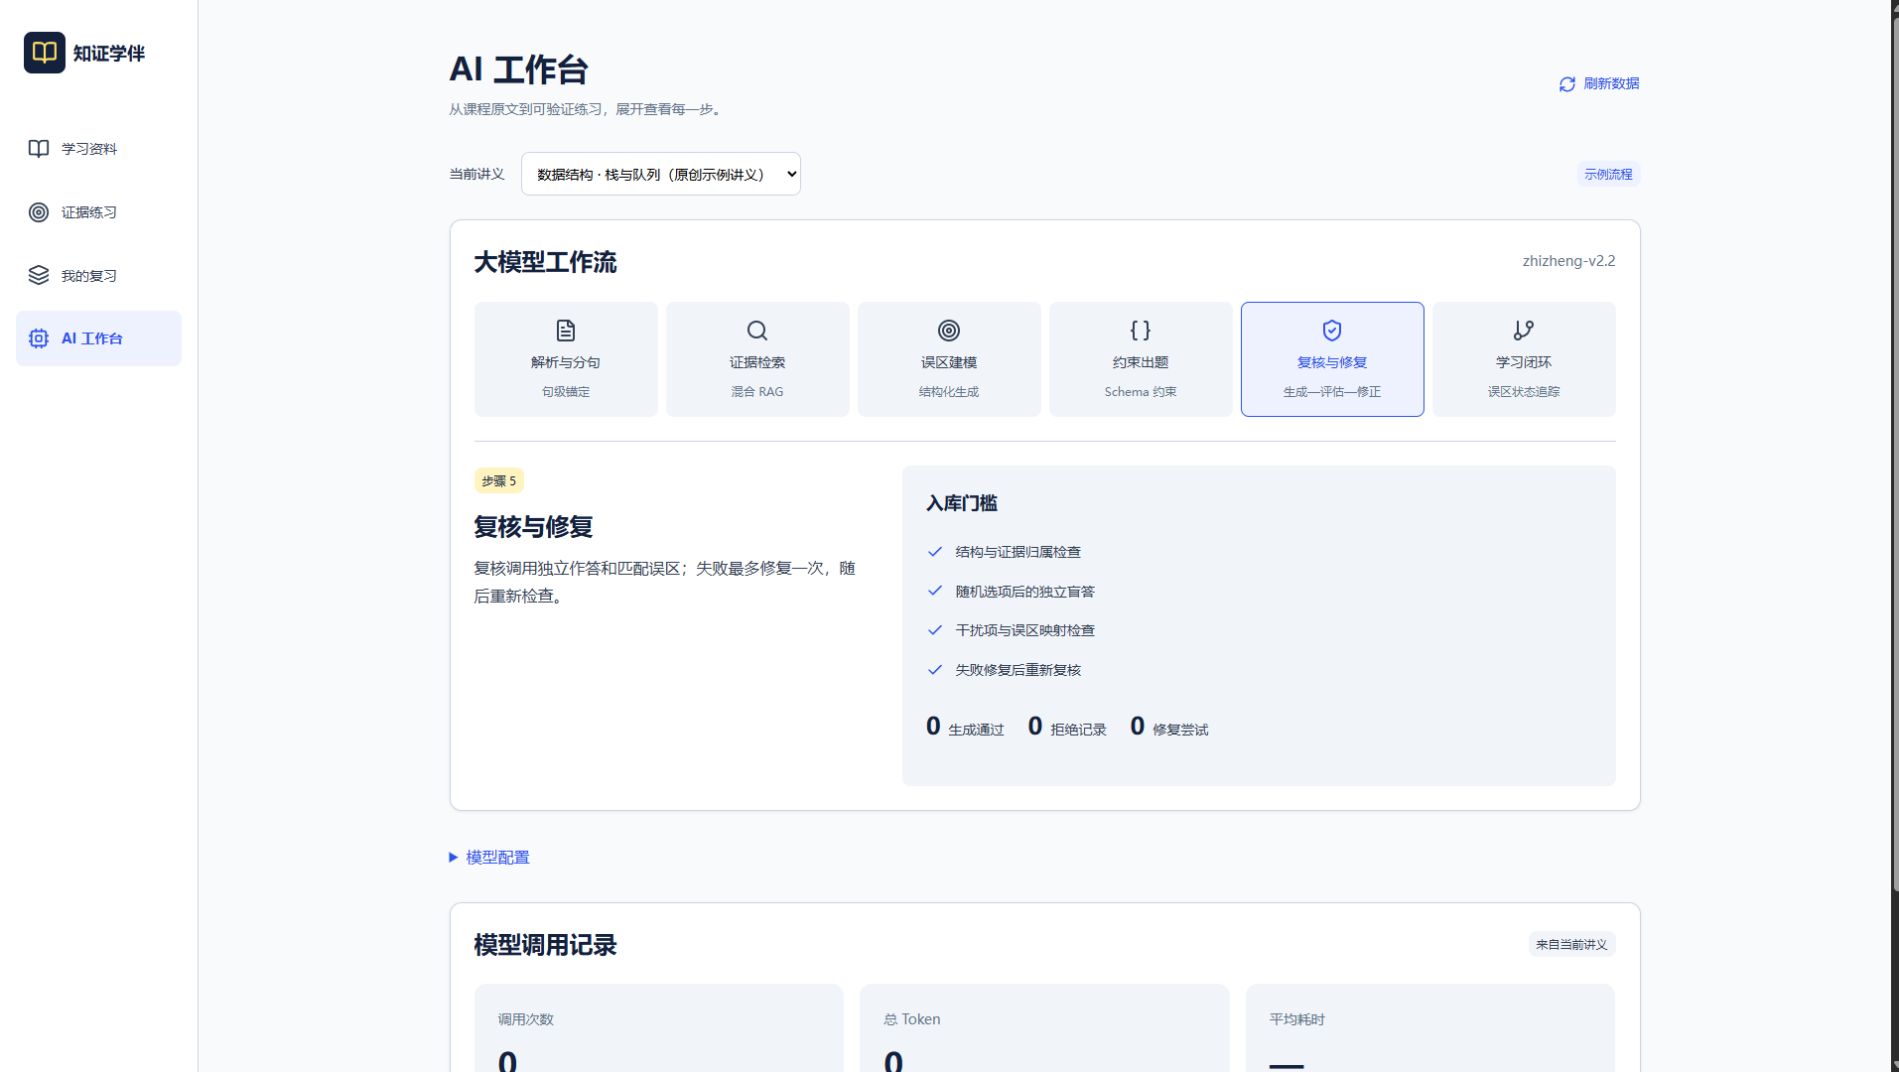 知证学伴
学习资料
证据练习
我的复习
AI 工作台
AI 工作台
从课程原文到可验证练习，展开查看每一步。
刷新数据
当前讲义
数据结构 · 栈与队列（原创示例讲义）
示例流程
大模型工作流
zhizheng-v2.2
解析与分句
句级锚定
证据检索
混合 RAG
误区建模
结构化生成
约束出题
Schema 约束
复核与修复
生成—评估—修正
学习闭环
误区状态追踪
步骤 5
复核与修复
复核调用独立作答和匹配误区；失败最多修复一次，随
后重新检查。
入库门槛
结构与证据归属检查
随机选项后的独立盲答
干扰项与误区映射检查
失败修复后重新复核
0 生成通过 0 拒绝记录 0 修复尝试
模型配置
模型调用记录
来自当前讲义
调用次数
0
总 Token
0
平均耗时
—